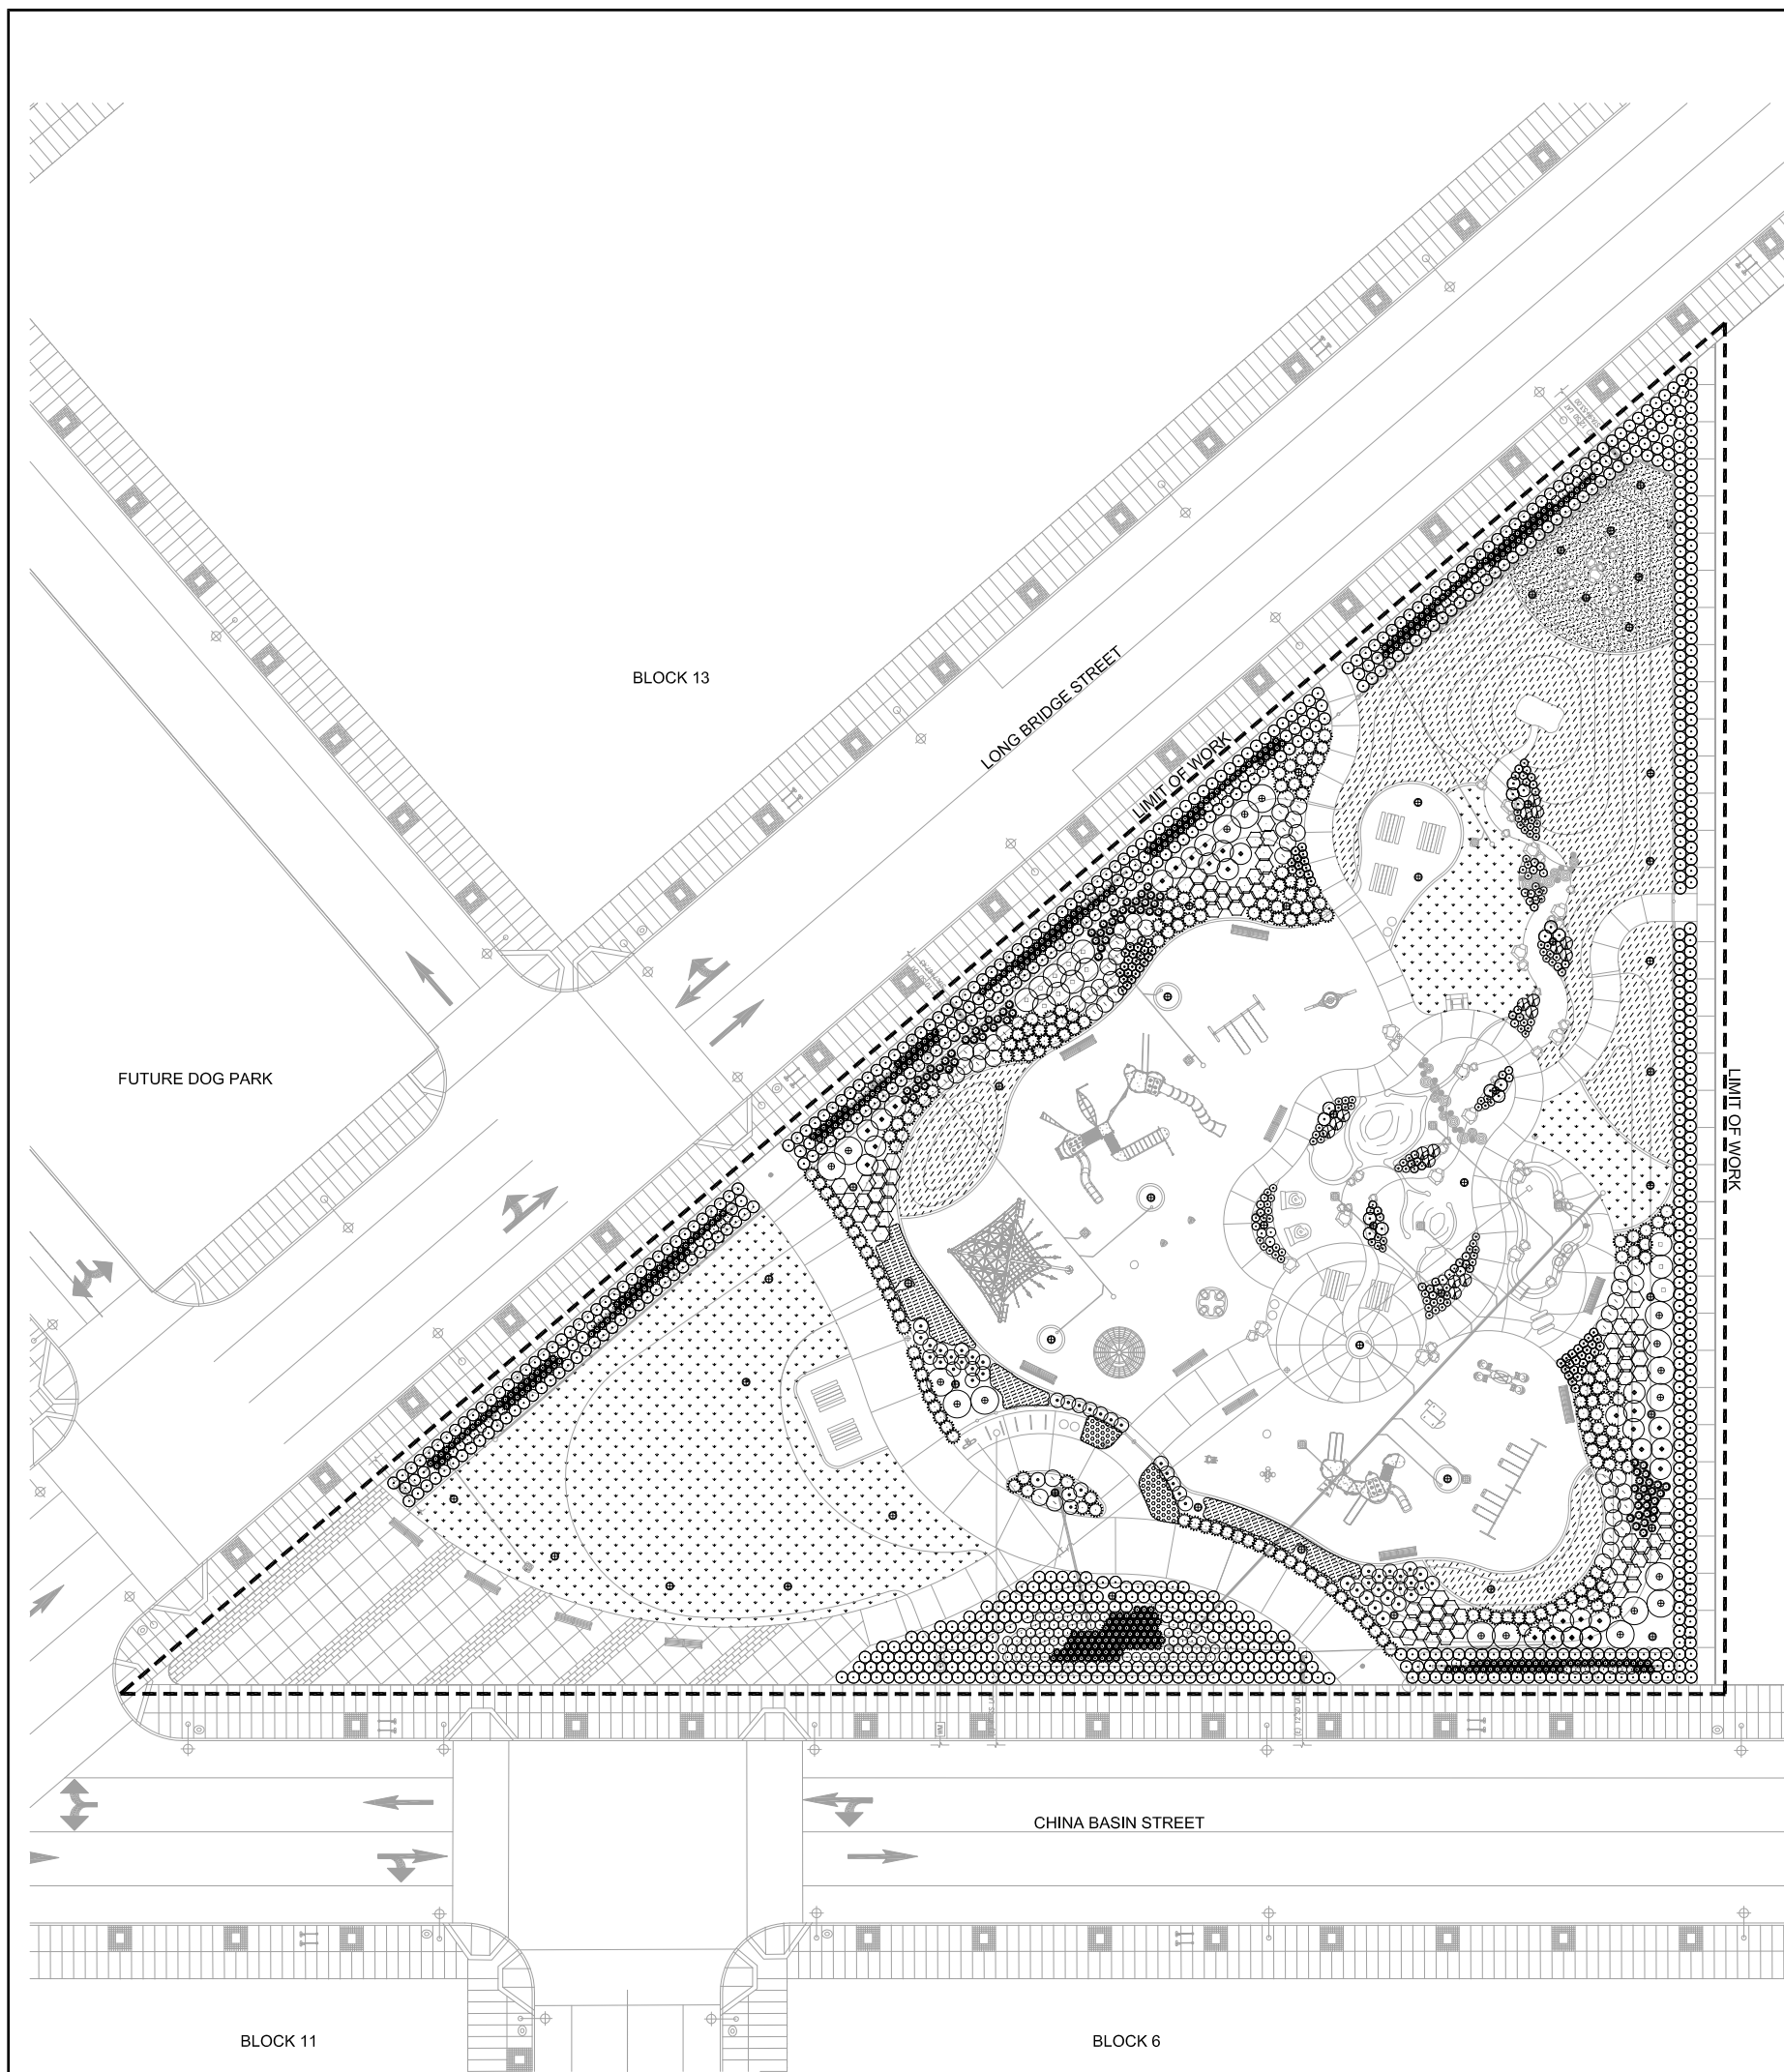 BLOCK 13
LONG BRIDGE STREET
LIMIT OF WORK
FUTURE DOG PARK
LIMIT OF WORK
CHINA BASIN STREET
BLOCK 11
BLOCK 6